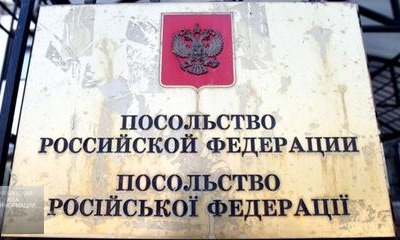 ПОСОЛЬСТВО
РОССИЙСКОЙ ФЕДЕРАЦИИ
ПОСОЛЬСТВО
РОСІЙСЬКОЇ ФЕДЕРАЦІЇ